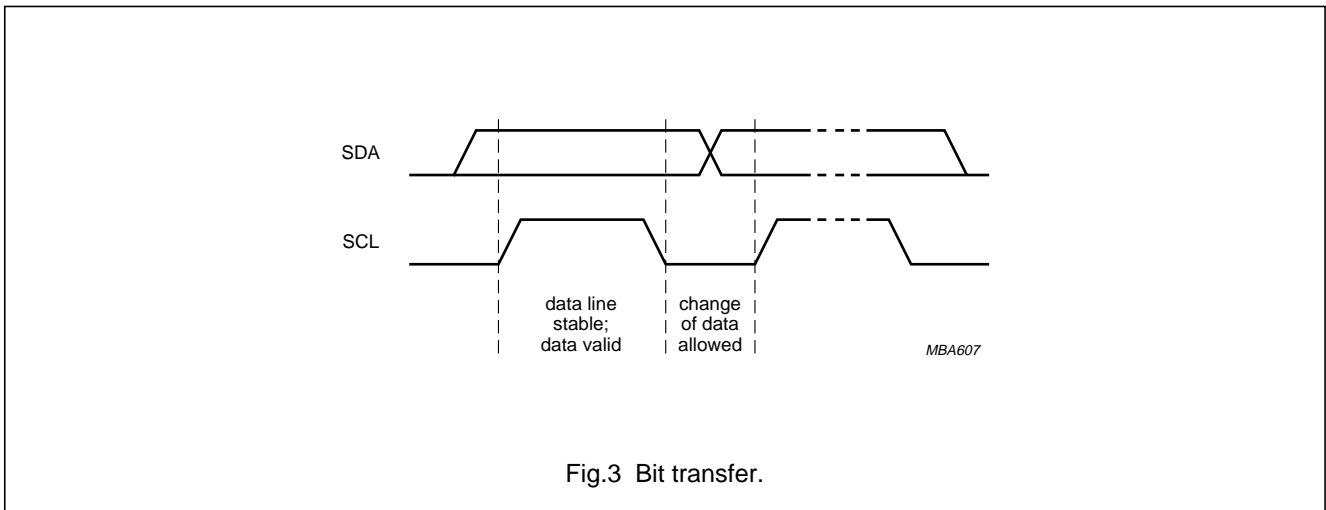 SDA
SCL
data line
stable;
data valid
change
of data
allowed
MBA607
Fig.3 Bit transfer.